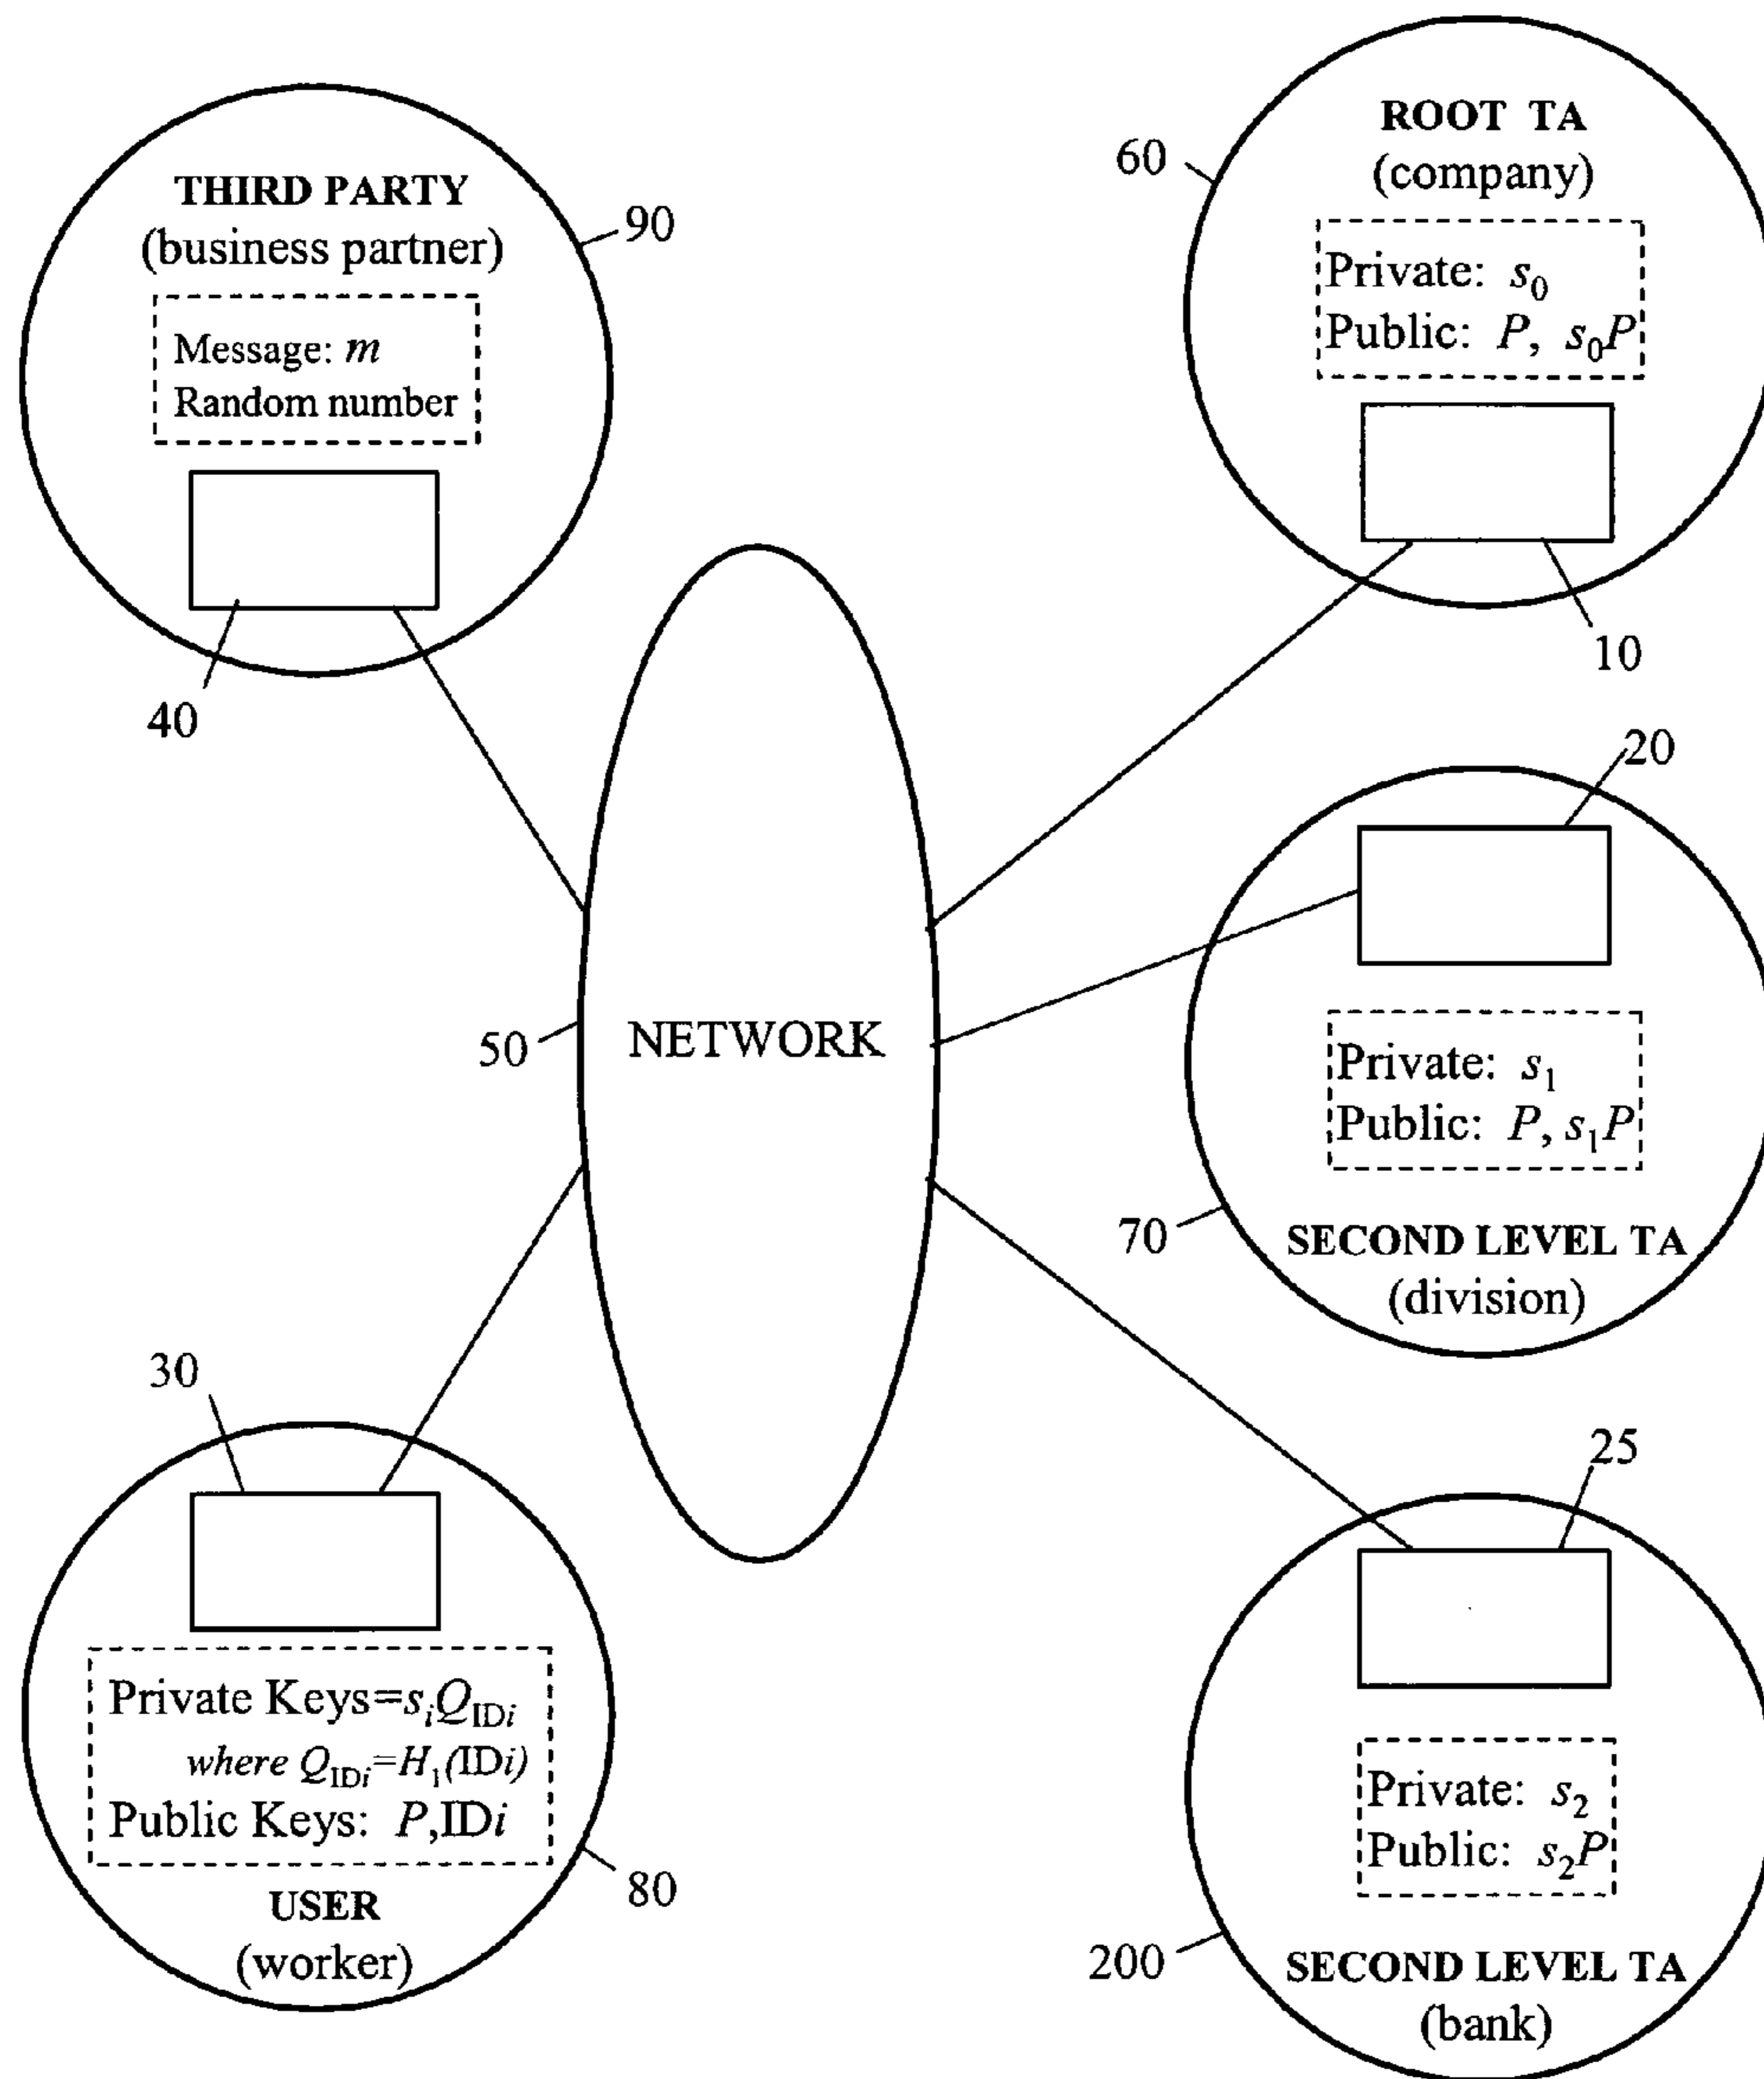 THIRD PARTY
(business partner)
90
Message: m
Random number
40
ROOT TA
(company)
60
Private: s₀
Public: P, s₀P
10
20
Private: s₁
Public: P, s₁P
70
SECOND LEVEL TA
(division)
50
NETWORK
30
Private Keys=sᵢQIDi
where QIDi=H₁(IDi)
Public Keys: P,IDi
80
USER
(worker)
25
Private: s₂
Public: s₂P
200
SECOND LEVEL TA
(bank)